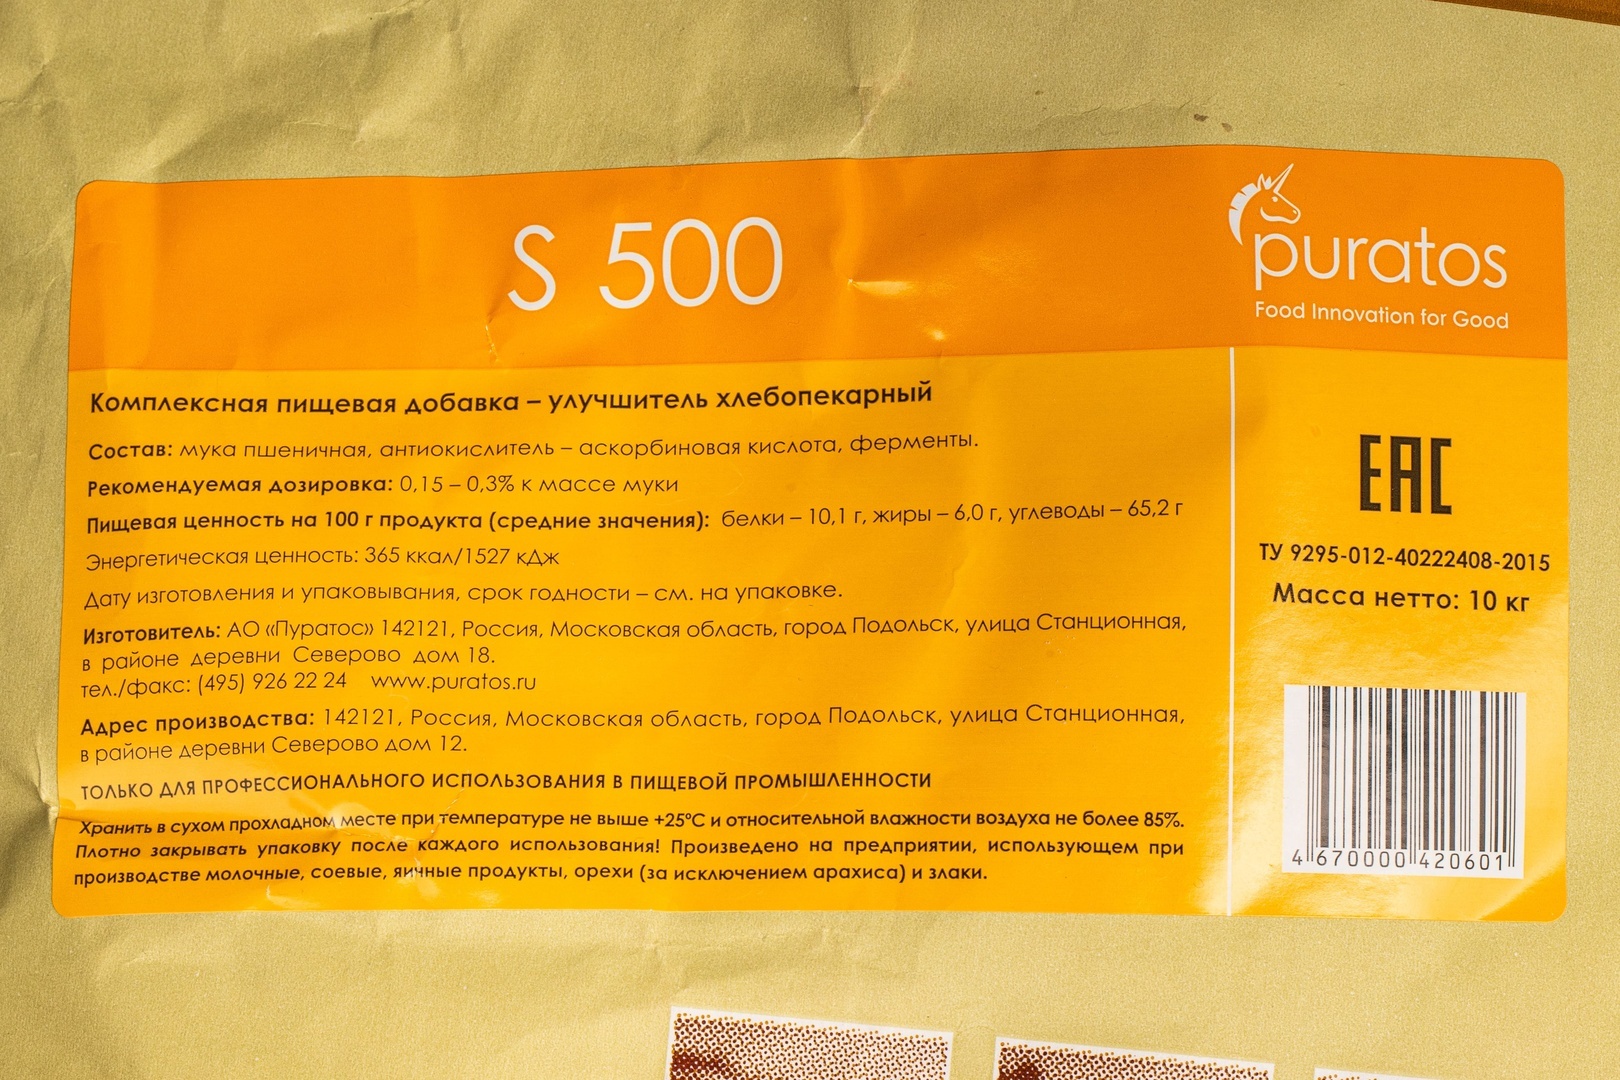 S 500
puratos
Food Innovation for Good
Комплексная пищевая добавка – улучшитель хлебопекарный
Состав: мука пшеничная, антиокислитель – аскорбиновая кислота, ферменты.
Рекомендуемая дозировка: 0,15 – 0,3% к массе муки
Пищевая ценность на 100 г продукта (средние значения): белки – 10,1 г, жиры – 6,0 г, углеводы – 65,2 г
Энергетическая ценность: 365 ккал/1527 кДж
Дату изготовления и упаковывания, срок годности – см. на упаковке.
Изготовитель: АО «Пуратос» 142121, Россия, Московская область, город Подольск, улица Станционная,
в районе деревни Северово дом 18.
тел./факс: (495) 926 22 24 www.puratos.ru
Адрес производства: 142121, Россия, Московская область, город Подольск, улица Станционная,
в районе деревни Северово дом 12.
ТОЛЬКО ДЛЯ ПРОФЕССИОНАЛЬНОГО ИСПОЛЬЗОВАНИЯ В ПИЩЕВОЙ ПРОМЫШЛЕННОСТИ
Хранить в сухом прохладном месте при температуре не выше +25°C и относительной влажности воздуха не более 85%.
Плотно закрывать упаковку после каждого использования! Произведено на предприятии, использующем при
производстве молочные, соевые, яичные продукты, орехи (за исключением арахиса) и злаки.
EAC
ТУ 9295-012-40222408-2015
Масса нетто: 10 кг
4 670000 420601